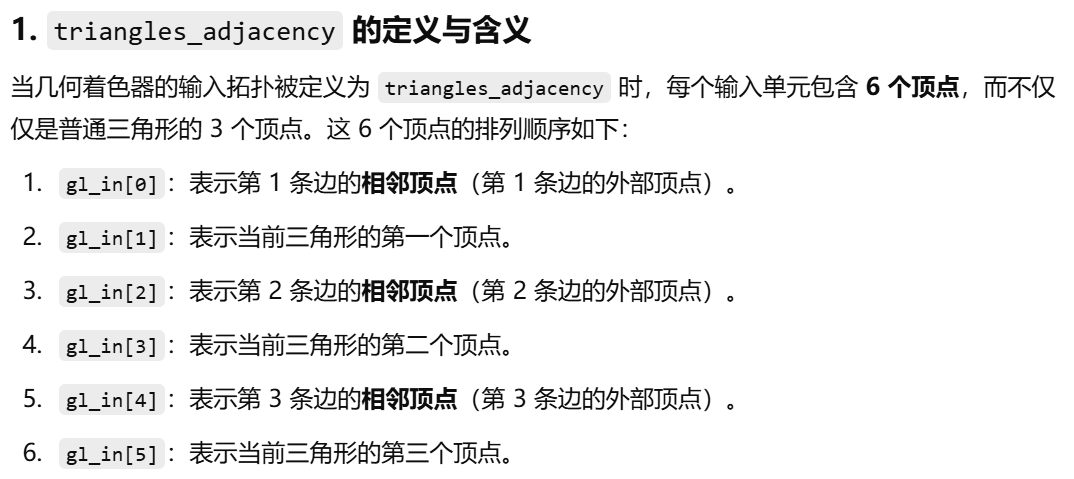 1. triangles_adjacency 的定义与含义
当几何着色器的输入拓扑被定义为 triangles_adjacency 时，每个输入单元包含 6 个顶点，而不仅
仅是普通三角形的 3 个顶点。这 6 个顶点的排列顺序如下：
1. gl_in[0]：表示第 1 条边的相邻顶点（第 1 条边的外部顶点）。
2. gl_in[1]：表示当前三角形的第一个顶点。
3. gl_in[2]：表示第 2 条边的相邻顶点（第 2 条边的外部顶点）。
4. gl_in[3]：表示当前三角形的第二个顶点。
5. gl_in[4]：表示第 3 条边的相邻顶点（第 3 条边的外部顶点）。
6. gl_in[5]：表示当前三角形的第三个顶点。